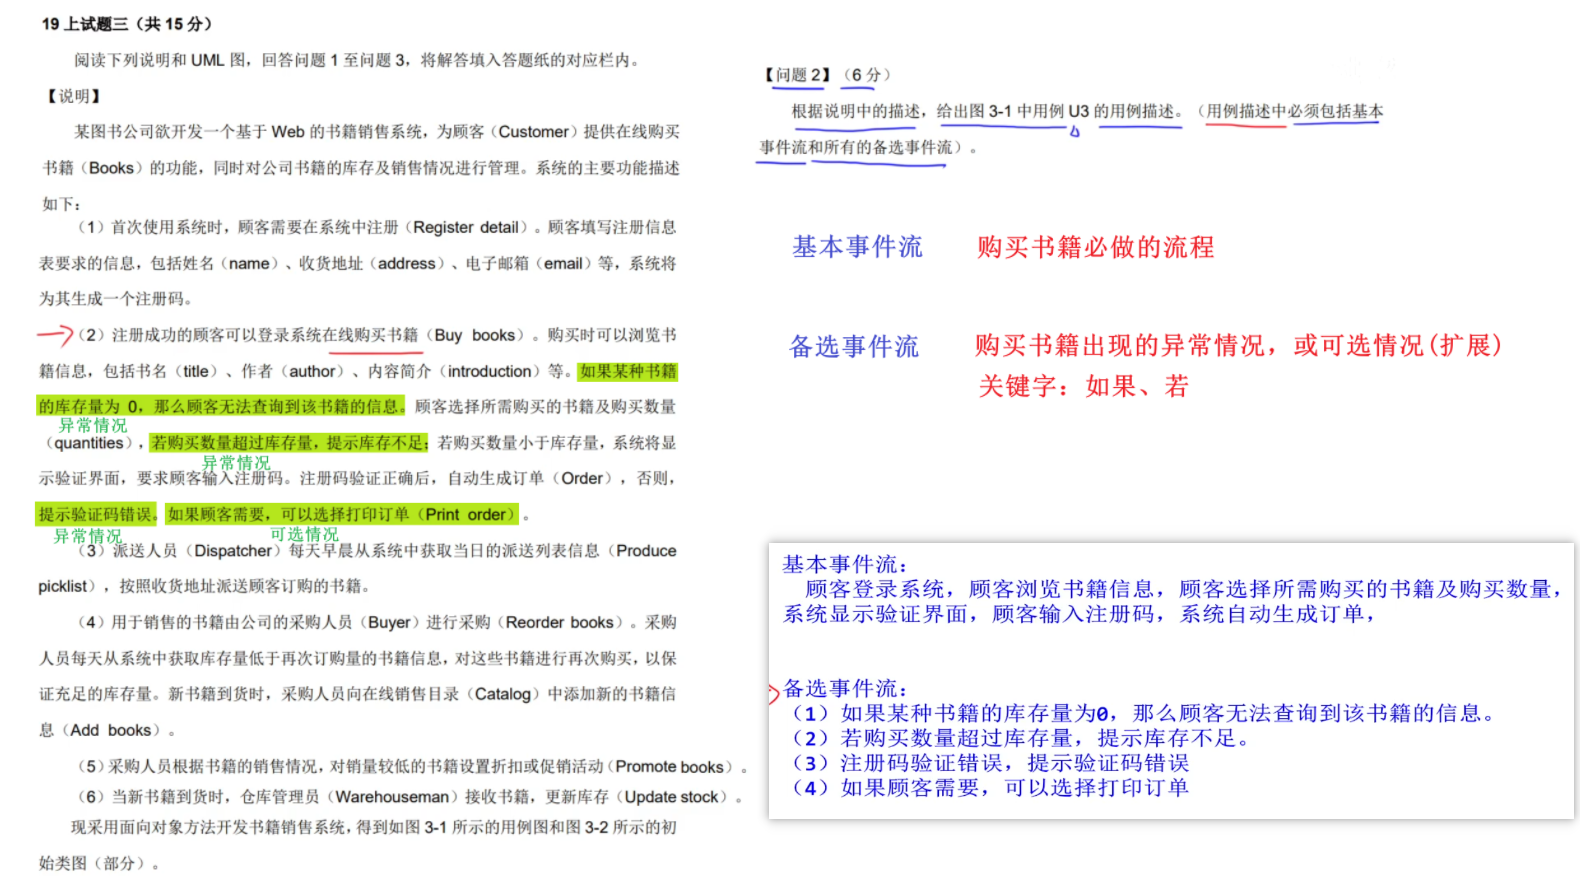 19 上试题三（共 15 分）
阅读下列说明和 UML 图，回答问题 1 至问题 3，将解答填入答题纸的对应栏内。
【说明】
某图书公司欲开发一个基于 Web 的书籍销售系统，为顾客（Customer）提供在线购买
书籍（Books）的功能，同时对公司书籍的库存及销售情况进行管理。系统的主要功能描述
如下：
（1）首次使用系统时，顾客需要在系统中注册（Register detail）。顾客填写注册信息
表要求的信息，包括姓名（name）、收货地址（address）、电子邮箱（email）等，系统将
为其生成一个注册码。
（2）注册成功的顾客可以登录系统在线购买书籍（Buy books）。购买时可以浏览书
籍信息，包括书名（title）、作者（author）、内容简介（introduction）等。如果某种书籍
的库存量为 0，那么顾客无法查询到该书籍的信息。顾客选择所需购买的书籍及购买数量
异常情况
（quantities），若购买数量超过库存量，提示库存不足；若购买数量小于库存量，系统将显
异常情况
示验证界面，要求顾客输入注册码。注册码验证正确后，自动生成订单（Order），否则，
提示验证码错误。如果顾客需要，可以选择打印订单（Print order）。
异常情况 可选情况
（3）派送人员（Dispatcher）每天早晨从系统中获取当日的派送列表信息（Produce
picklist），按照收货地址派送顾客订购的书籍。
（4）用于销售的书籍由公司的采购人员（Buyer）进行采购（Reorder books）。采购
人员每天从系统中获取库存量低于再次订购量的书籍信息，对这些书籍进行再次购买，以保
证充足的库存量。新书籍到货时，采购人员向在线销售目录（Catalog）中添加新的书籍信
息（Add books）。
（5）采购人员根据书籍的销售情况，对销量较低的书籍设置折扣或促销活动（Promote books）。
（6）当新书籍到货时，仓库管理员（Warehouseman）接收书籍，更新库存（Update stock）。
现采用面向对象方法开发书籍销售系统，得到如图 3-1 所示的用例图和图 3-2 所示的初
始类图（部分）。
【问题 2】（6 分）
根据说明中的描述，给出图 3-1 中用例 U3 的用例描述。（用例描述中必须包括基本
事件流和所有的备选事件流）。
基本事件流 购买书籍必做的流程
备选事件流 购买书籍出现的异常情况，或可选情况(扩展)
关键字：如果、若
基本事件流：
顾客登录系统，顾客浏览书籍信息，顾客选择所需购买的书籍及购买数量，
系统显示验证界面，顾客输入注册码，系统自动生成订单，
备选事件流：
（1）如果某种书籍的库存量为0，那么顾客无法查询到该书籍的信息。
（2）若购买数量超过库存量，提示库存不足。
（3）注册码验证错误，提示验证码错误
（4）如果顾客需要，可以选择打印订单